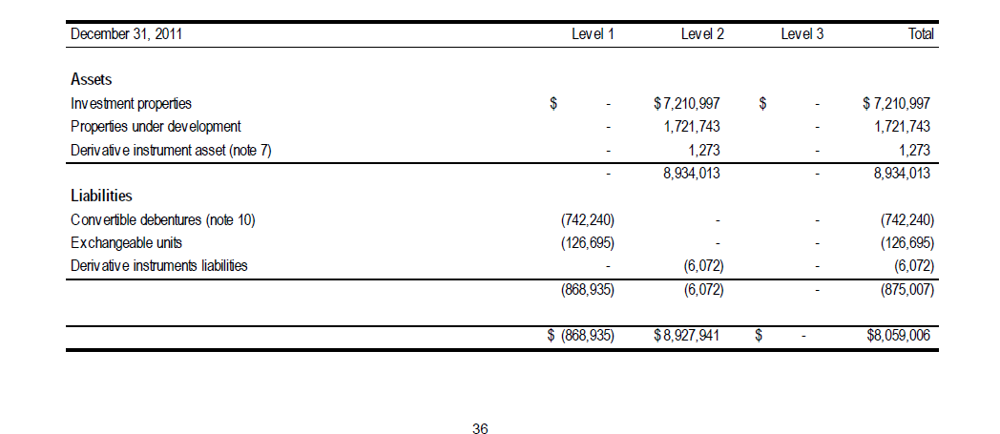 December 31, 2011 Level 1 Level 2 Level 3 Total
Assets
Investment properties $ - $ 7,210,997 $ - $ 7,210,997
Properties under development - 1,721,743 - 1,721,743
Derivative instrument asset (note 7) - 1,273 - 1,273
- 8,934,013 - 8,934,013
Liabilities
Convertible debentures (note 10) (742,240) - - (742,240)
Exchangeable units (126,695) - - (126,695)
Derivative instruments liabilities - (6,072) - (6,072)
(868,935) (6,072) - (875,007)
$ (868,935) $ 8,927,941 $ - $8,059,006
36